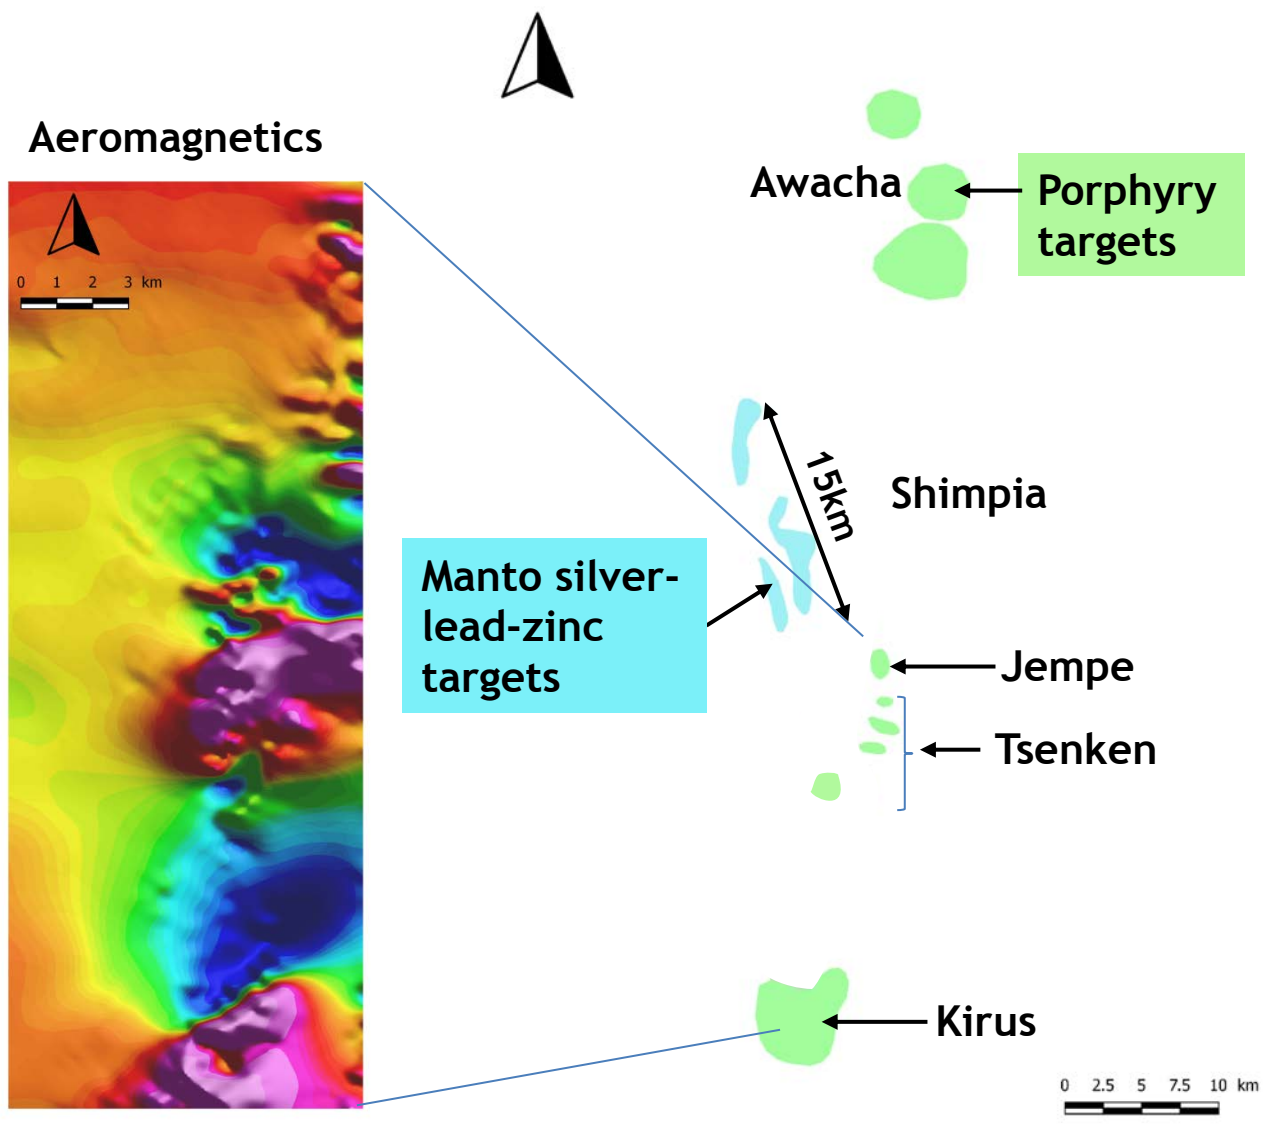 Aeromagnetics
0 1 2 3 km
Awacha
Porphyry
targets
15km
Shimpia
Manto silver-
lead-zinc
targets
Jempe
Tsenken
Kirus
0 2.5 5 7.5 10 km